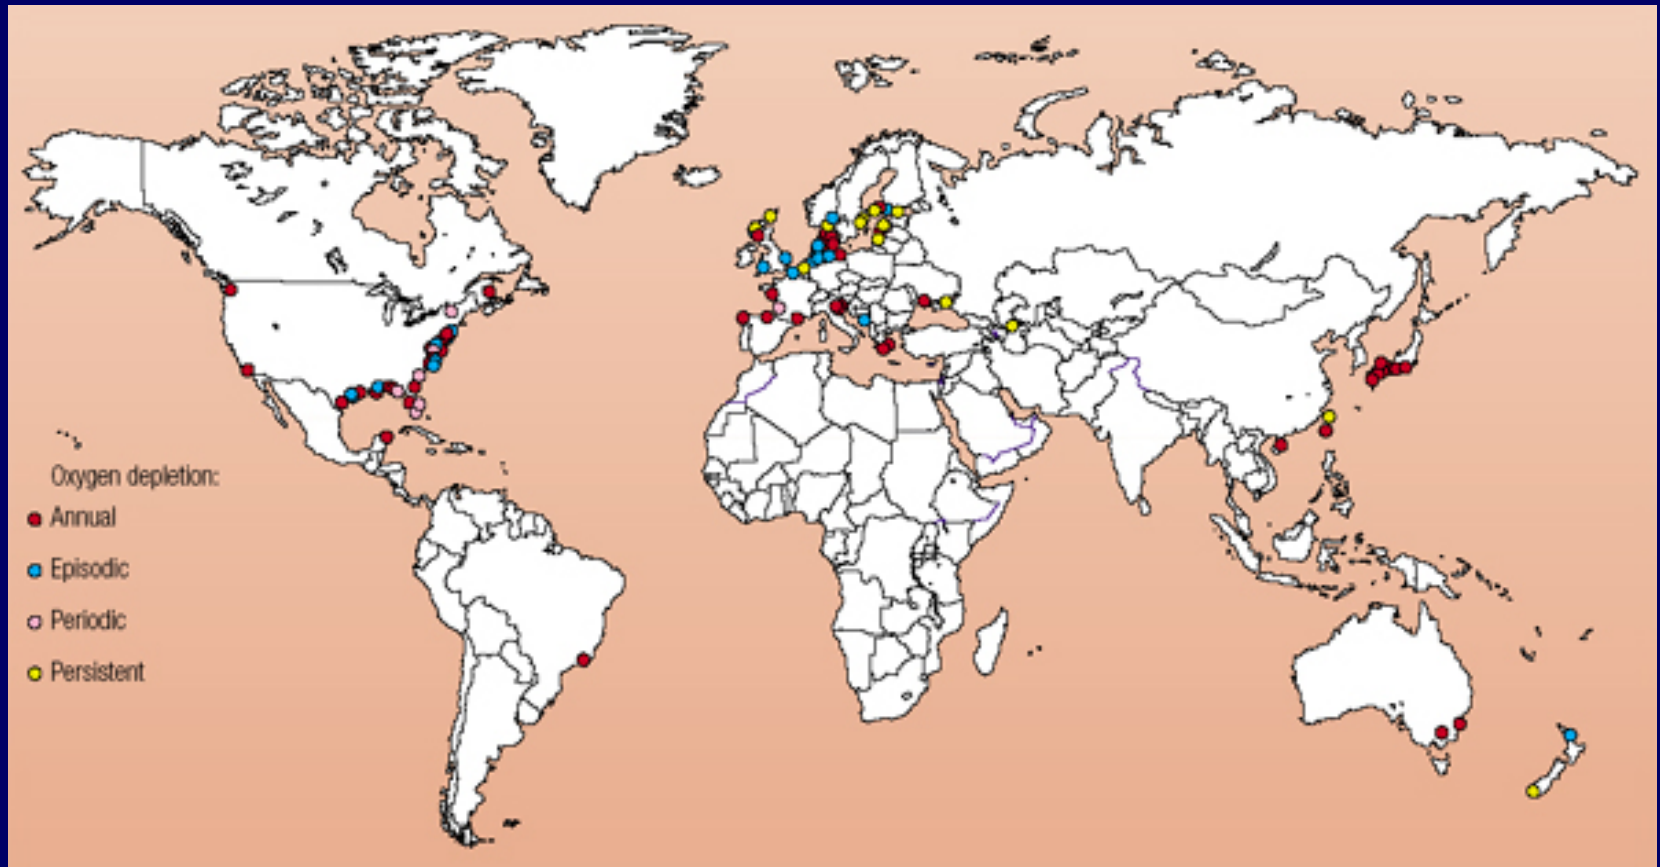 Oxygen depletion:
Annual
Episodic
Periodic
Persistent